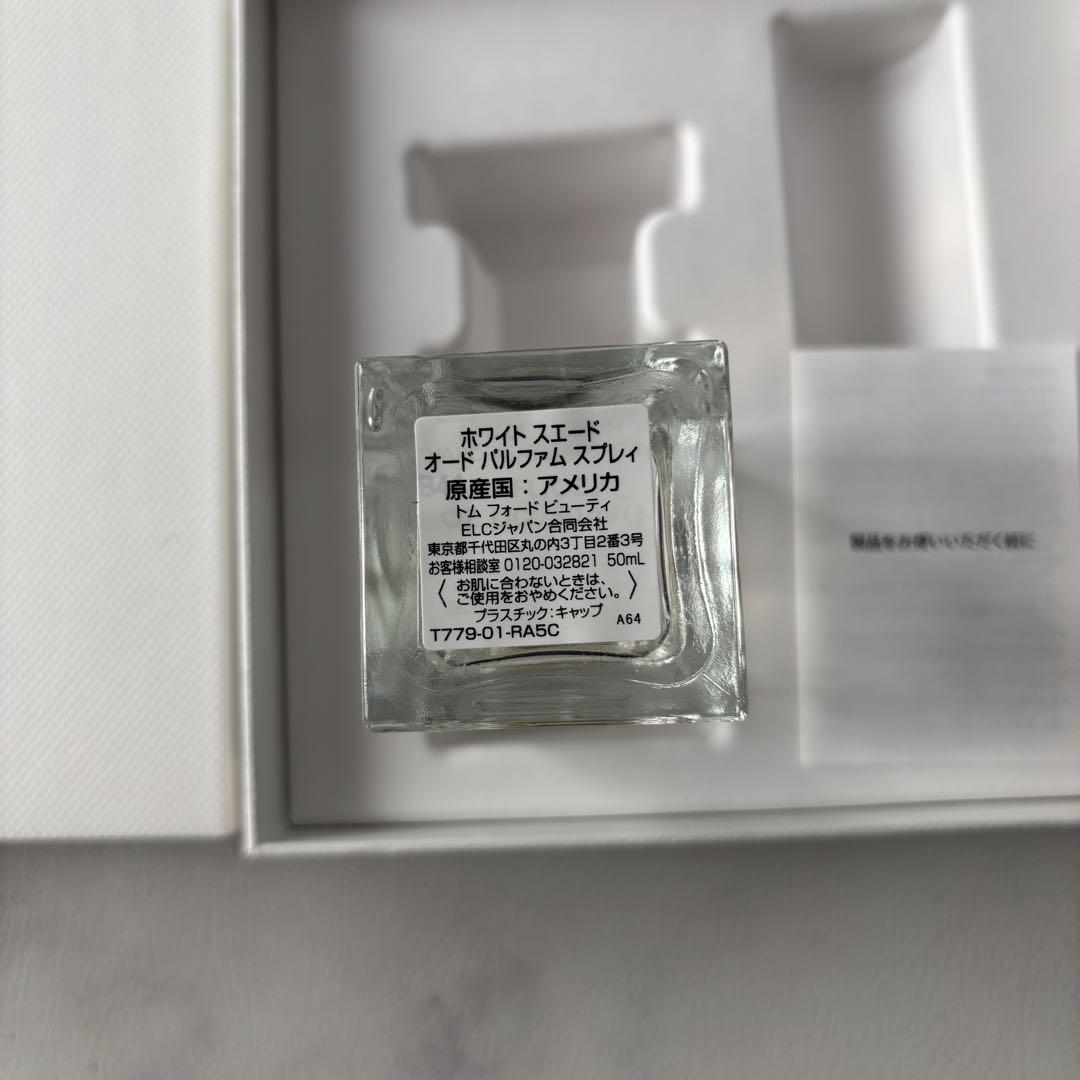 ホワイト スエード
オード パルファム スプレィ
原産国：アメリカ
トム フォード ビューティ
ELCジャパン合同会社
東京都千代田区丸の内3丁目2番3号
お客様相談室 0120-032821 50mL
〈お肌に合わないときは、
ご使用をおやめください。〉
プラスチック：キャップ A64
T779-01-RA5C
製品をお使いいただく前に